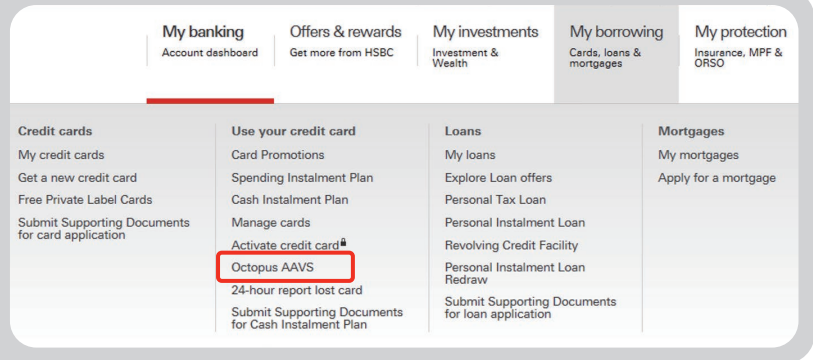 My banking
Account dashboard
Offers & rewards
Get more from HSBC
My investments
Investment &
Wealth
My borrowing
Cards, loans &
mortgages
My protection
Insurance, MPF &
ORSO
Credit cards
My credit cards
Get a new credit card
Free Private Label Cards
Submit Supporting Documents
for card application
Use your credit card
Card Promotions
Spending Instalment Plan
Cash Instalment Plan
Manage cards
Activate credit card
Octopus AAVS
24-hour report lost card
Submit Supporting Documents
for Cash Instalment Plan
Loans
My loans
Explore Loan offers
Personal Tax Loan
Personal Instalment Loan
Revolving Credit Facility
Personal Instalment Loan
Redraw
Submit Supporting Documents
for loan application
Mortgages
My mortgages
Apply for a mortgage